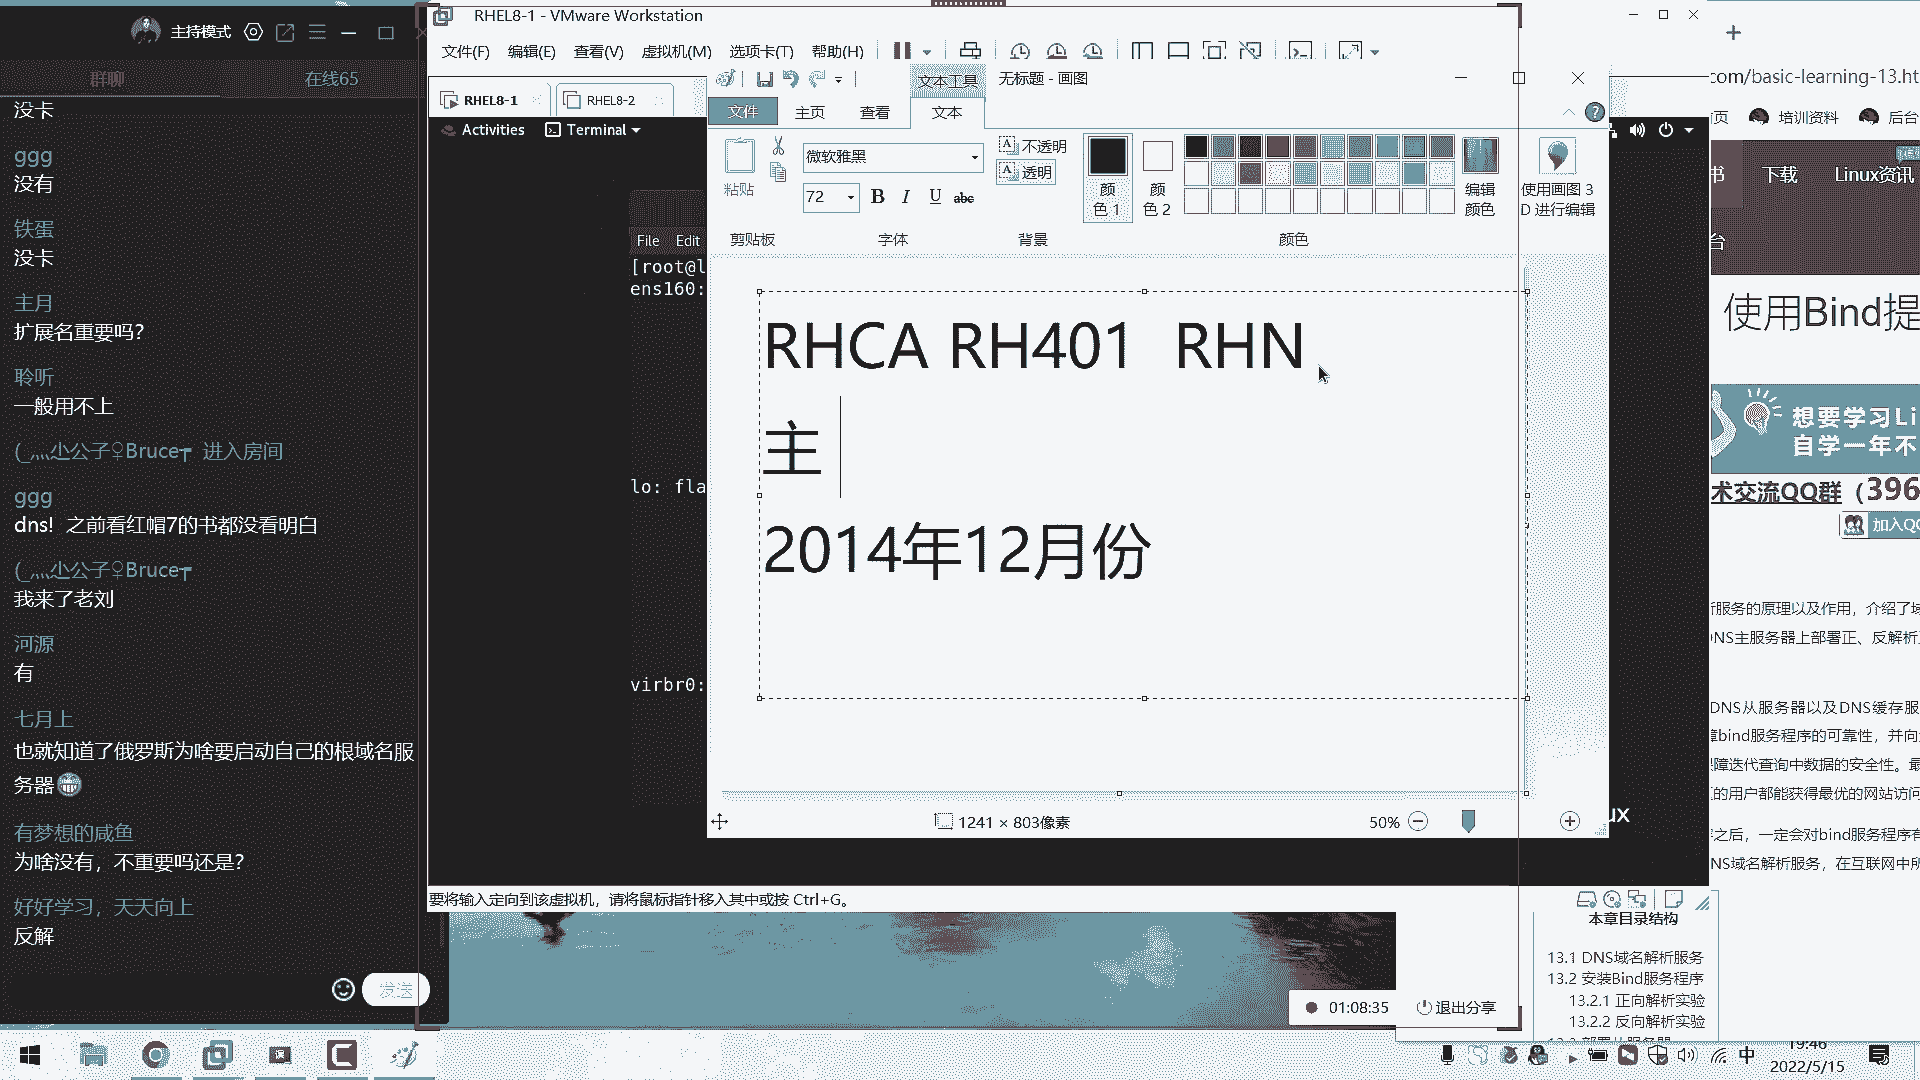 主持模式
群聊
在线65
没卡
ggg
没有
铁蛋
没卡
主月
扩展名重要吗?
聆听
一般用不上
进入房间
ggg
dns! 之前看红帽7的书都没看明白
我来了老刘
河源
有
七月上
也就知道了俄罗斯为啥要启动自己的根域名服
务器
有梦想的咸鱼
为啥没有，不重要吗还是?
好好学习，天天向上
反解
发送
RHEL8-1 - VMware Workstation
文件(F) 编辑(E) 查看(V) 虚拟机(M) 选项卡(T) 帮助(H)
RHEL8-1
RHEL8-2
Activities
Terminal
File Edit
[root@l
ens160:
lo: fla
virbr0:
文本工具
无标题 - 画图
文件
主页
查看
文本
粘贴
微软雅黑
72
B I U abc
不透明
透明
颜
色 1
颜
色 2
编辑
颜色
使用画图 3
D 进行编辑
剪贴板
字体
背景
颜色
RHCA RH401 RHN
主
2014年12月份
1241 × 803像素
50%
要将输入定向到该虚拟机，请将鼠标指针移入其中或按 Ctrl+G。
com/basic-learning-13.ht
培训资料
后台
书
下载
Linux资讯
台
使用Bind提
想要学习Li
自学一年不
术交流QQ群 （396
加入QQ
服务的原理以及作用，介绍了域
NS主服务器上部署正、反解析
DNS从服务器以及DNS缓存服
bind服务程序的可靠性，并向
障迭代查询中数据的安全性。最
的用户都能获得最优的网站访问
之后，一定会对bind服务程序有
NS域名解析服务，在互联网中所
ux
本章目录结构
13.1 DNS域名解析服务
13.2 安装Bind服务程序
13.2.1 正向解析实验
13.2.2 反向解析实验
01:08:35
退出分享
中
19:46
2022/5/15